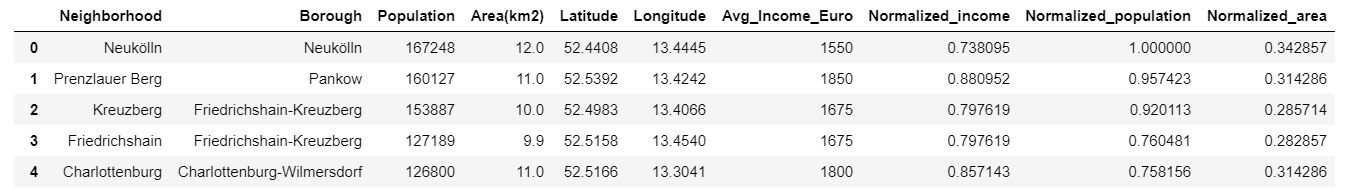 Neighborhood Borough Population Area(km2) Latitude Longitude Avg_Income_Euro Normalized_income Normalized_population Normalized_area
0 Neukölln Neukölln 167248 12.0 52.4408 13.4445 1550 0.738095 1.000000 0.342857
1 Prenzlauer Berg Pankow 160127 11.0 52.5392 13.4242 1850 0.880952 0.957423 0.314286
2 Kreuzberg Friedrichshain-Kreuzberg 153887 10.0 52.4983 13.4066 1675 0.797619 0.920113 0.285714
3 Friedrichshain Friedrichshain-Kreuzberg 127189 9.9 52.5158 13.4540 1675 0.797619 0.760481 0.282857
4 Charlottenburg Charlottenburg-Wilmersdorf 126800 11.0 52.5166 13.3041 1800 0.857143 0.758156 0.314286